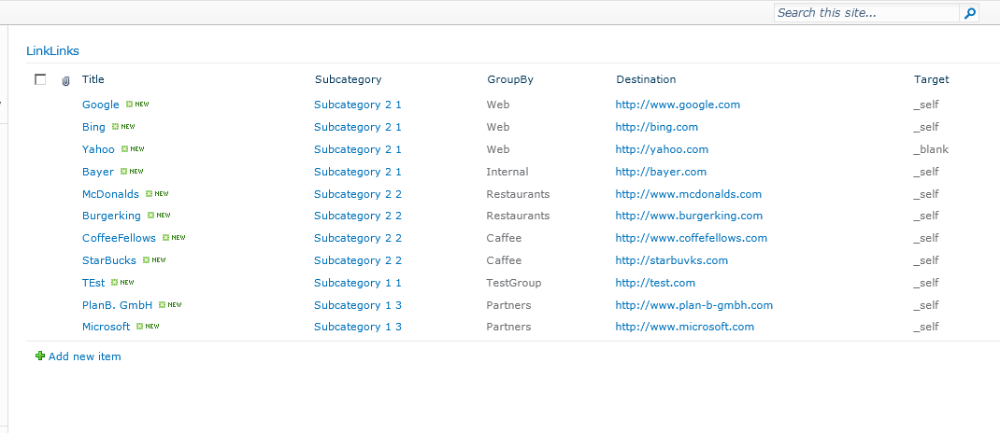 Search this site...
LinkLinks
Title Subcategory GroupBy Destination Target
Google NEW Subcategory 2 1 Web http://www.google.com _self
Bing NEW Subcategory 2 1 Web http://bing.com _self
Yahoo NEW Subcategory 2 1 Web http://yahoo.com _blank
Bayer NEW Subcategory 2 1 Internal http://bayer.com _self
McDonalds NEW Subcategory 2 2 Restaurants http://www.mcdonalds.com _self
Burgerking NEW Subcategory 2 2 Restaurants http://www.burgerking.com _self
CoffeeFellows NEW Subcategory 2 2 Caffee http://www.coffefellows.com _self
StarBucks NEW Subcategory 2 2 Caffee http://starbuvks.com _self
TEst NEW Subcategory 1 1 TestGroup http://test.com _self
PlanB. GmbH NEW Subcategory 1 3 Partners http://www.plan-b-gmbh.com _self
Microsoft NEW Subcategory 1 3 Partners http://www.microsoft.com _self
Add new item